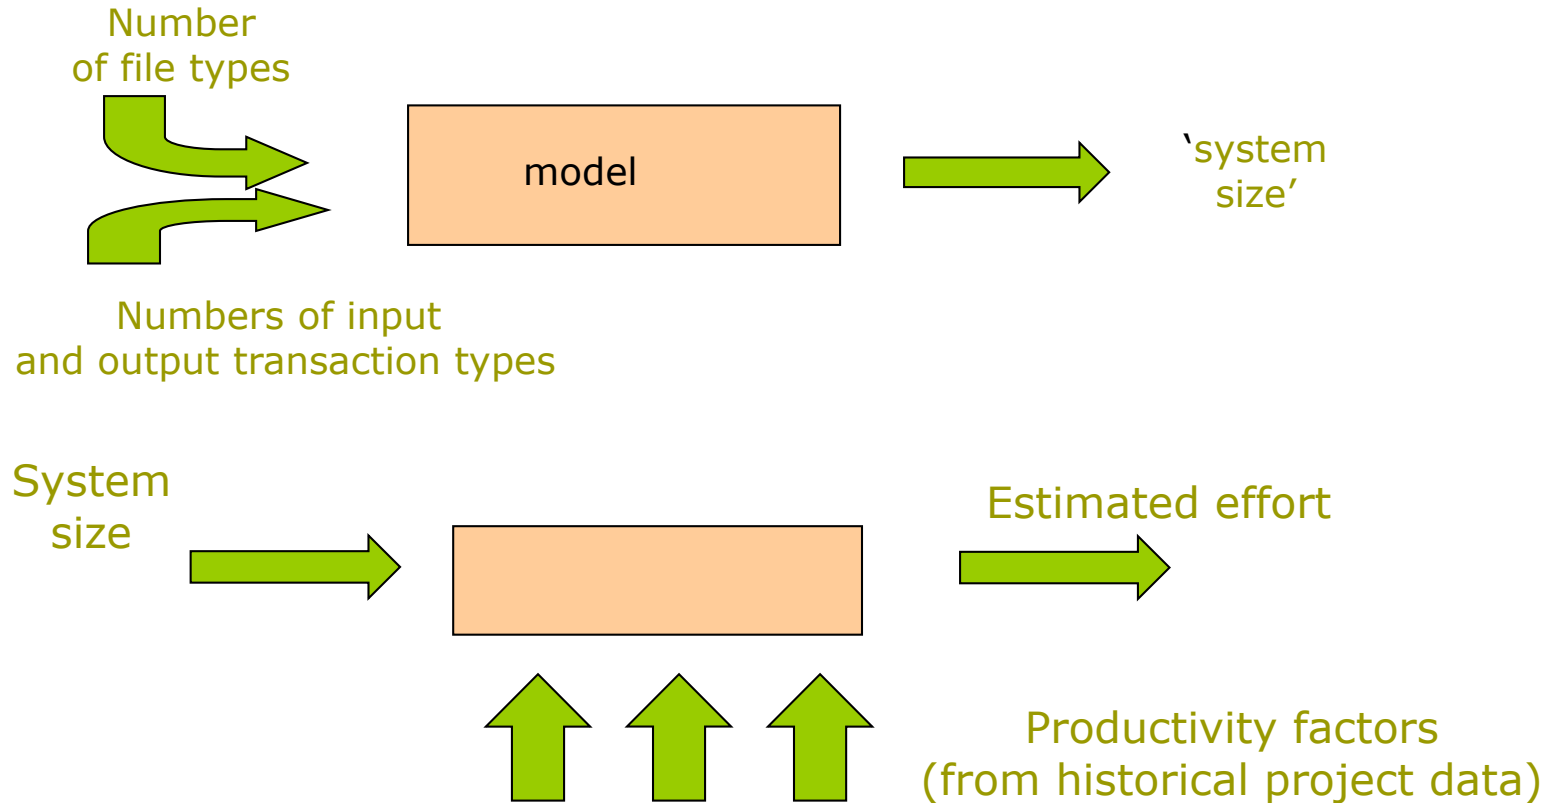 Number
of file types
model
‘system
size’
Numbers of input
and output transaction types
System
size
Estimated effort
Productivity factors
(from historical project data)